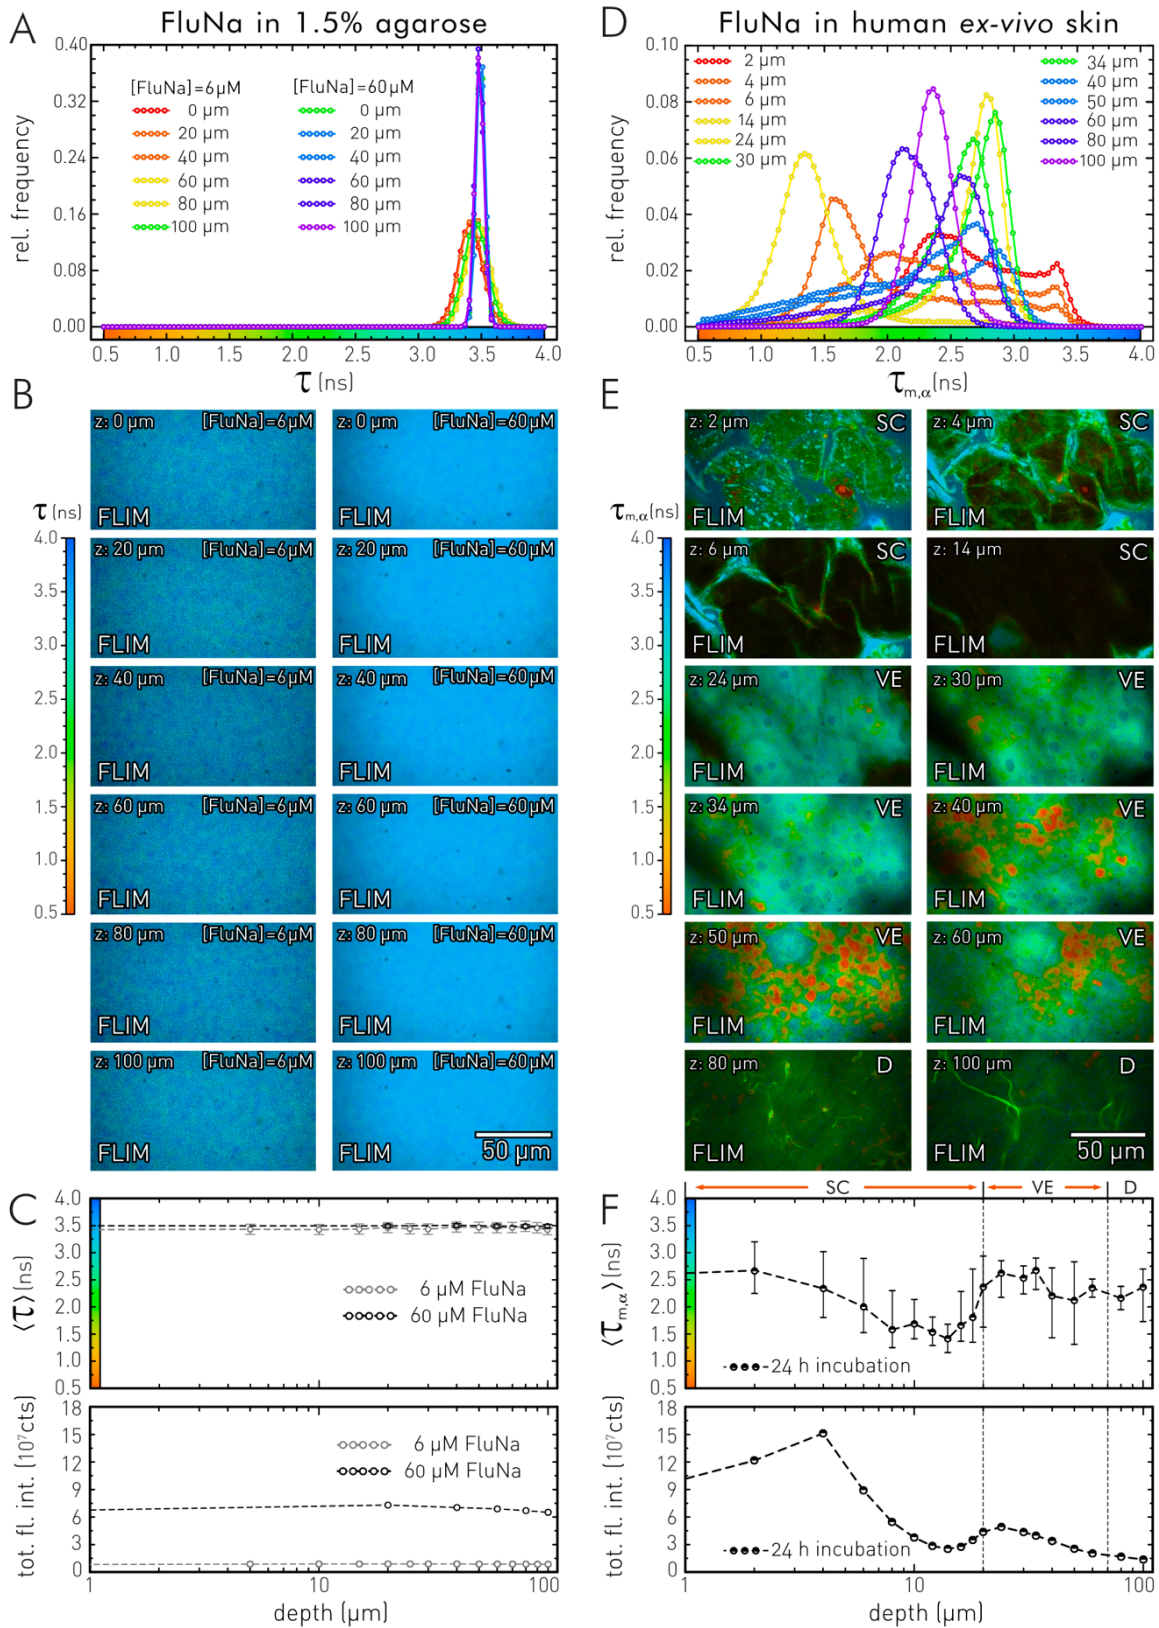 A
FluNa in 1.5% agarose
rel. frequency
0.40
0.32
0.24
0.16
0.08
0.00
[FluNa]=6µM
0 µm
20 µm
40 µm
60 µm
80 µm
100 µm
[FluNa]=60µM
0 µm
20 µm
40 µm
60 µm
80 µm
100 µm
0.5 1.0 1.5 2.0 2.5 3.0 3.5 4.0
τ (ns)
B
τ (ns)
4.0
3.5
3.0
2.5
2.0
1.5
1.0
0.5
z: 0 µm [FluNa]=6µM
FLIM
z: 0 µm [FluNa]=60µM
FLIM
z: 20 µm [FluNa]=6µM
FLIM
z: 20 µm [FluNa]=60µM
FLIM
z: 40 µm [FluNa]=6µM
FLIM
z: 40 µm [FluNa]=60µM
FLIM
z: 60 µm [FluNa]=6µM
FLIM
z: 60 µm [FluNa]=60µM
FLIM
z: 80 µm [FluNa]=6µM
FLIM
z: 80 µm [FluNa]=60µM
FLIM
z: 100 µm [FluNa]=6µM
FLIM
z: 100 µm [FluNa]=60µM
FLIM
50 µm
C
⟨τ⟩(ns)
4.0
3.5
3.0
2.5
2.0
1.5
1.0
0.5
6 µM FluNa
60 µM FluNa
tot. fl. int. (10⁷cts)
18
15
12
9
6
3
0
6 µM FluNa
60 µM FluNa
1 10 100
depth (µm)
D
FluNa in human ex-vivo skin
rel. frequency
0.10
0.08
0.06
0.04
0.02
0.00
2 µm
4 µm
6 µm
14 µm
24 µm
30 µm
34 µm
40 µm
50 µm
60 µm
80 µm
100 µm
0.5 1.0 1.5 2.0 2.5 3.0 3.5 4.0
τm,α(ns)
E
τm,α(ns)
4.0
3.5
3.0
2.5
2.0
1.5
1.0
0.5
z: 2 µm SC
FLIM
z: 4 µm SC
FLIM
z: 6 µm SC
FLIM
z: 14 µm SC
FLIM
z: 24 µm VE
FLIM
z: 30 µm VE
FLIM
z: 34 µm VE
FLIM
z: 40 µm VE
FLIM
z: 50 µm VE
FLIM
z: 60 µm VE
FLIM
z: 80 µm D
FLIM
z: 100 µm D
FLIM
50 µm
F
SC VE D
⟨τm,α⟩(ns)
4.0
3.5
3.0
2.5
2.0
1.5
1.0
0.5
24 h incubation
tot. fl. int. (10⁷cts)
18
15
12
9
6
3
0
24 h incubation
1 10 100
depth (µm)